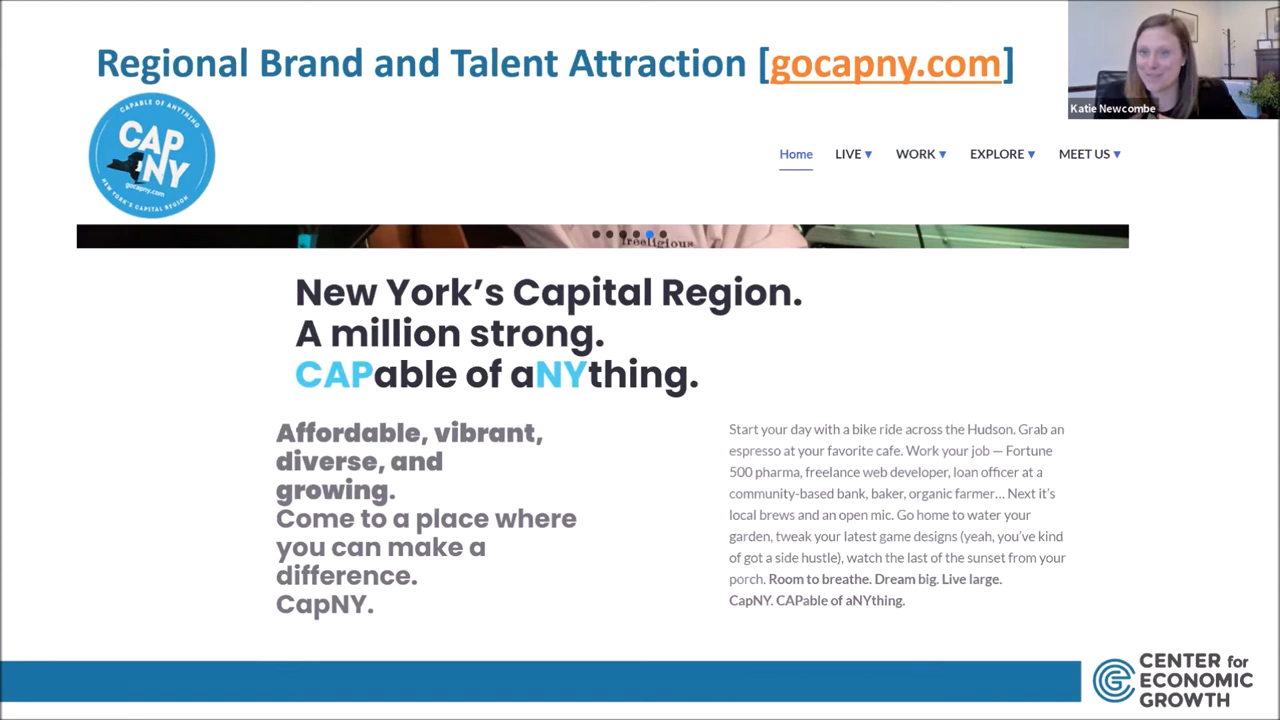 Regional Brand and Talent Attraction [gocapny.com]
Katie Newcombe
CAPABLE OF ANYTHING
CAP
NY
gocapny.com
NEW YORK'S CAPITAL REGION
Home LIVE ▼ WORK ▼ EXPLORE ▼ MEET US ▼
freeligious
New York’s Capital Region.
A million strong.
CAPable of aNYthing.
Affordable, vibrant,
diverse, and
growing.
Come to a place where
you can make a
difference.
CapNY.
Start your day with a bike ride across the Hudson. Grab an
espresso at your favorite cafe. Work your job — Fortune
500 pharma, freelance web developer, loan officer at a
community-based bank, baker, organic farmer… Next it’s
local brews and an open mic. Go home to water your
garden, tweak your latest game designs (yeah, you’ve kind
of got a side hustle), watch the last of the sunset from your
porch. Room to breathe. Dream big. Live large.
CapNY. CAPable of aNYthing.
CENTER for
ECONOMIC
GROWTH